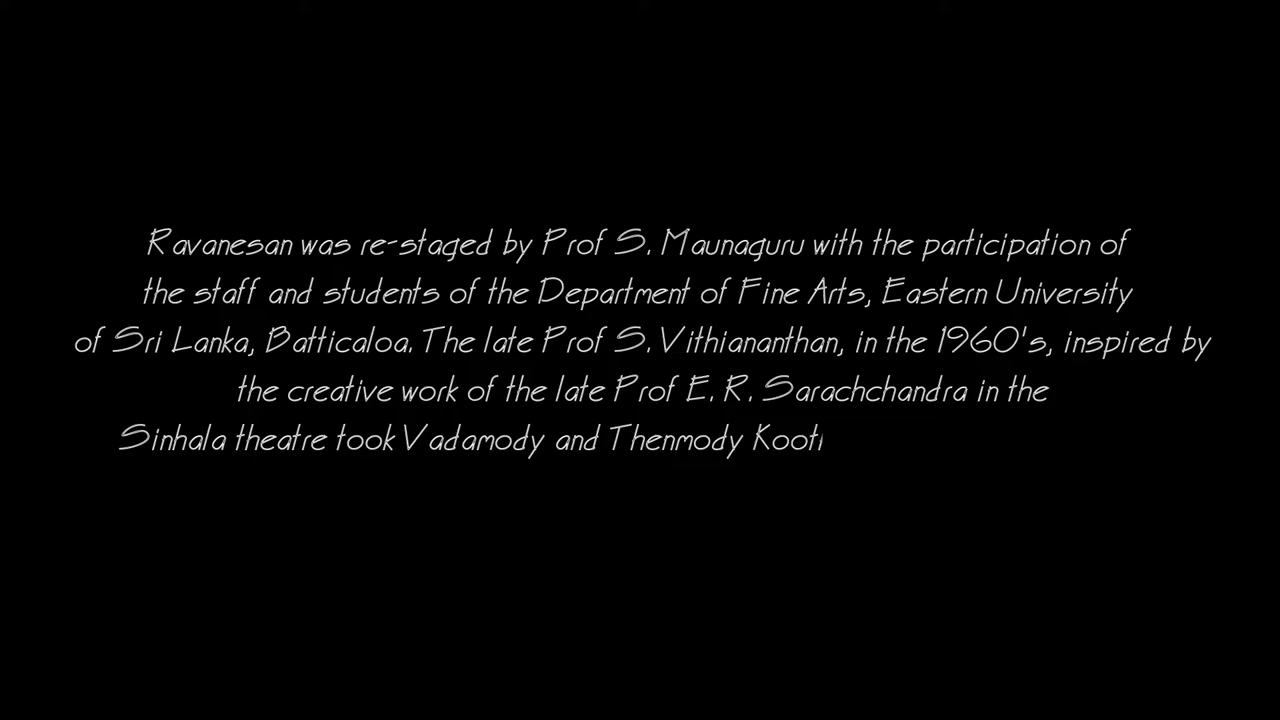 Ravanesan was re-staged by Prof S. Maunaguru with the participation of
the staff and students of the Department of Fine Arts, Eastern University
of Sri Lanka, Batticaloa. The late Prof S. Vithiananthan, in the 1960's, inspired by
the creative work of the late Prof E. R. Sarachchandra in the
Sinhala theatre took Vadamody and Thenmody